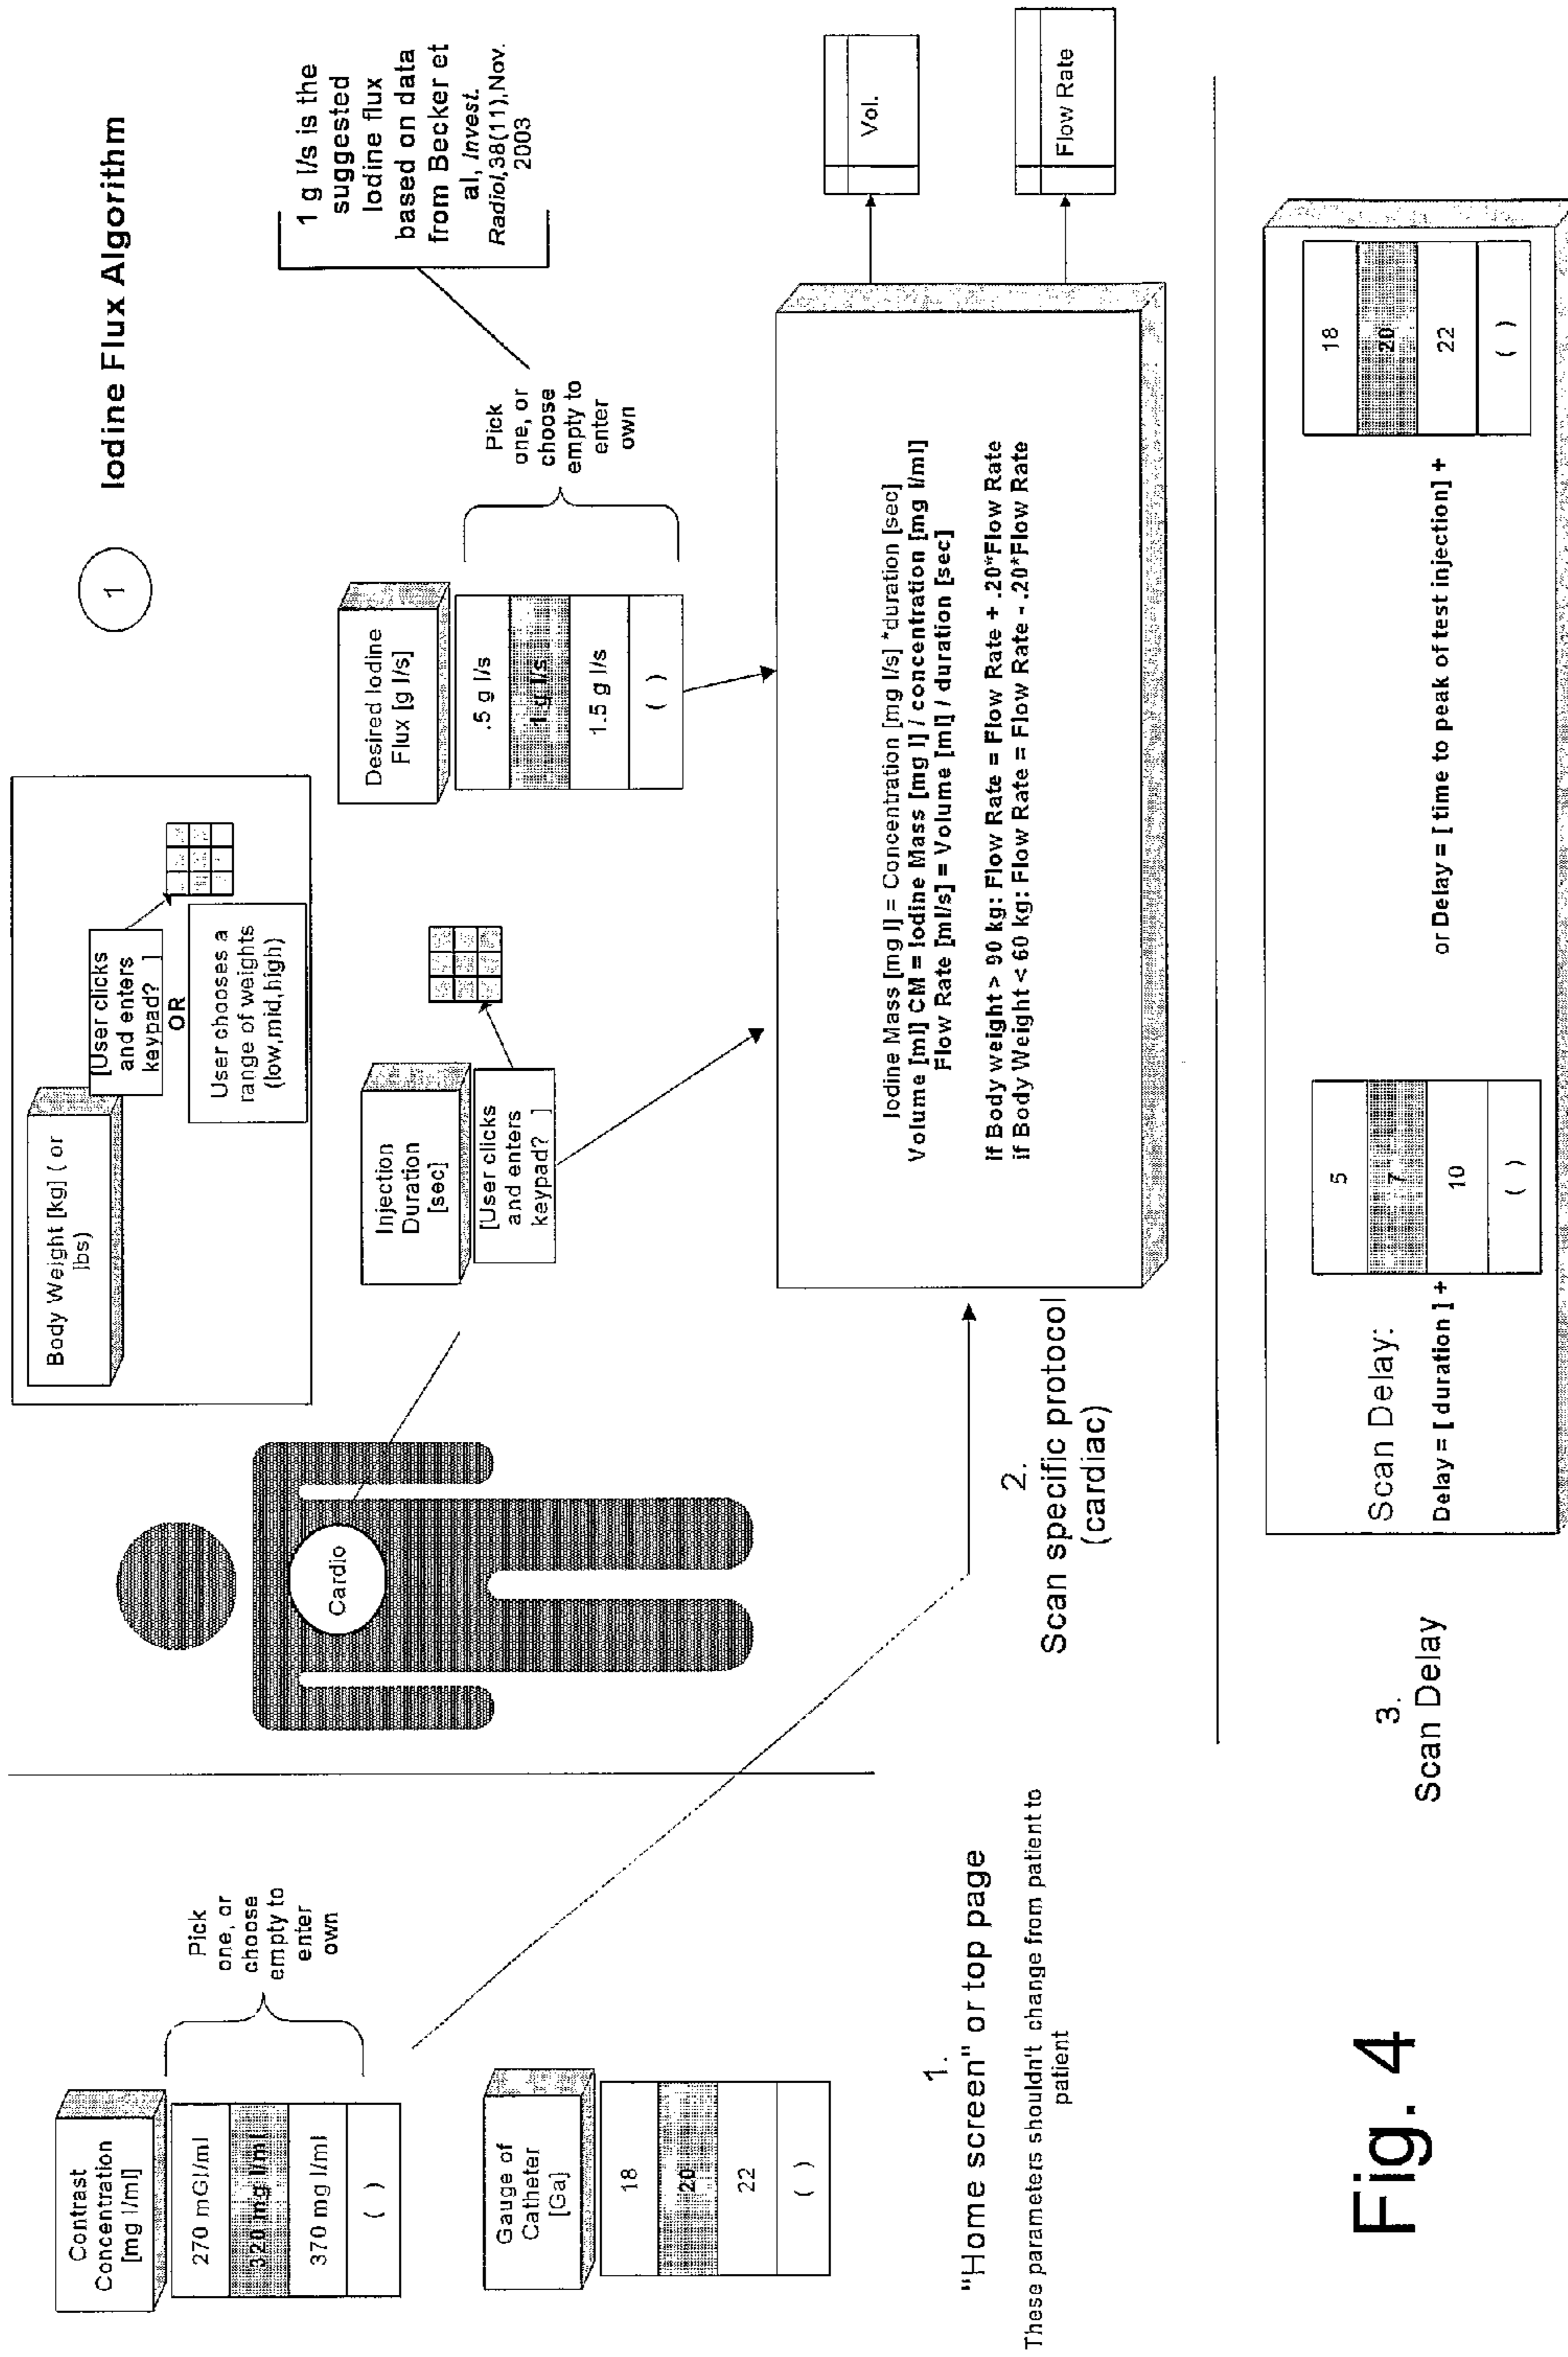 1
Iodine Flux Algorithm
Contrast
Concentration
[mg I/ml]
270 mGI/ml
320 mg I/ml
370 mg I/ml
( )
Pick
one, or
choose
empty to
enter
own
Gauge of
Catheter
[Ga]
18
20
22
( )
1.
"Home screen" or top page
These parameters shouldn't change from patient to
patient
Cardio
Body Weight [kg] ( or
lbs)
[User clicks
and enters
keypad? ]
OR
User chooses a
range of weights
(low,mid,high)
Injection
Duration
[sec]
[User clicks
and enters
keypad? ]
Desired Iodine
Flux [g I/s]
.5 g I/s
1 g I/s
1.5 g I/s
( )
Pick
one, or
choose
empty to
enter
own
1 g I/s is the
suggested
Iodine flux
based on data
from Becker et
al, Invest.
Radiol,38(11),Nov.
2003
Iodine Mass [mg I] = Concentration [mg I/s] *duration [sec]
Volume [ml] CM = Iodine Mass [mg I] / concentration [mg I/ml]
Flow Rate [ml/s] = Volume [ml] / duration [sec]
If Body weight > 90 kg: Flow Rate = Flow Rate + .20*Flow Rate
if Body Weight < 60 kg: Flow Rate = Flow Rate - .20*Flow Rate
Vol.
Flow Rate
2.
Scan specific protocol
(cardiac)
3.
Scan Delay
Scan Delay:
Delay = [ duration ] +
5
7
10
( )
or Delay = [ time to peak of test injection] +
18
20
22
( )
Fig. 4